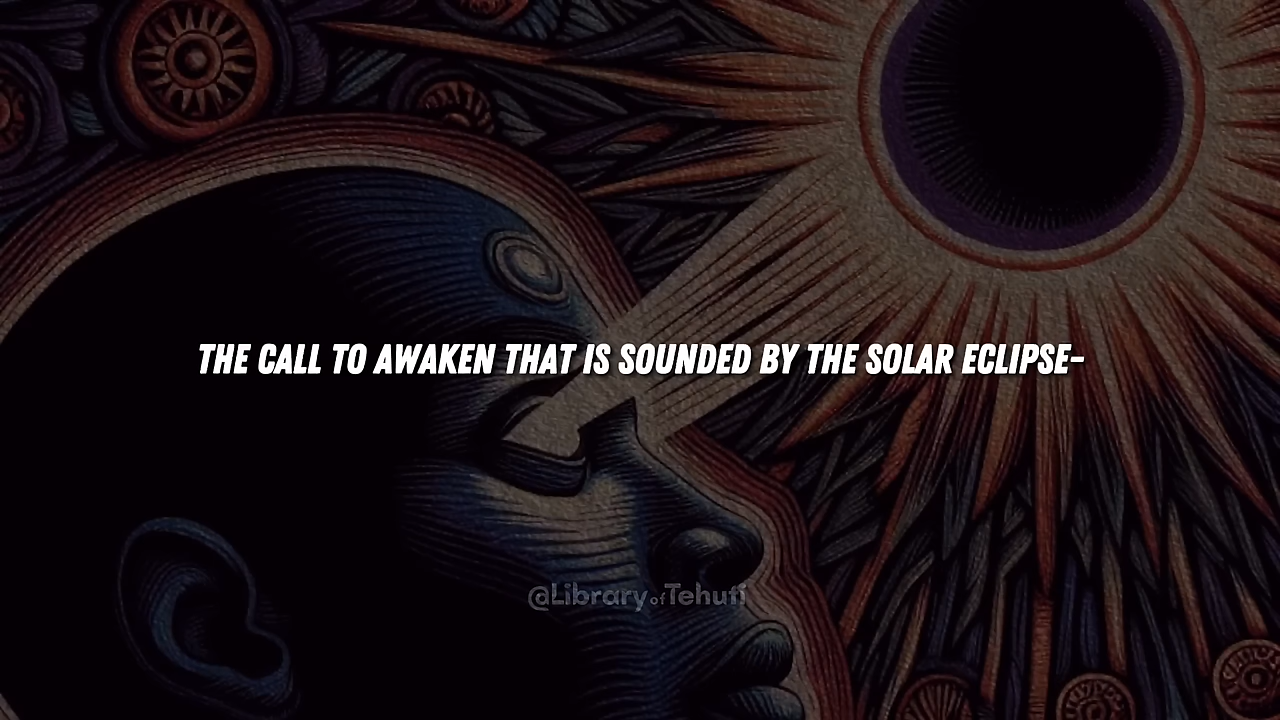 THE CALL TO AWAKEN THAT IS SOUNDED BY THE SOLAR ECLIPSE-
@LibraryofTehuti